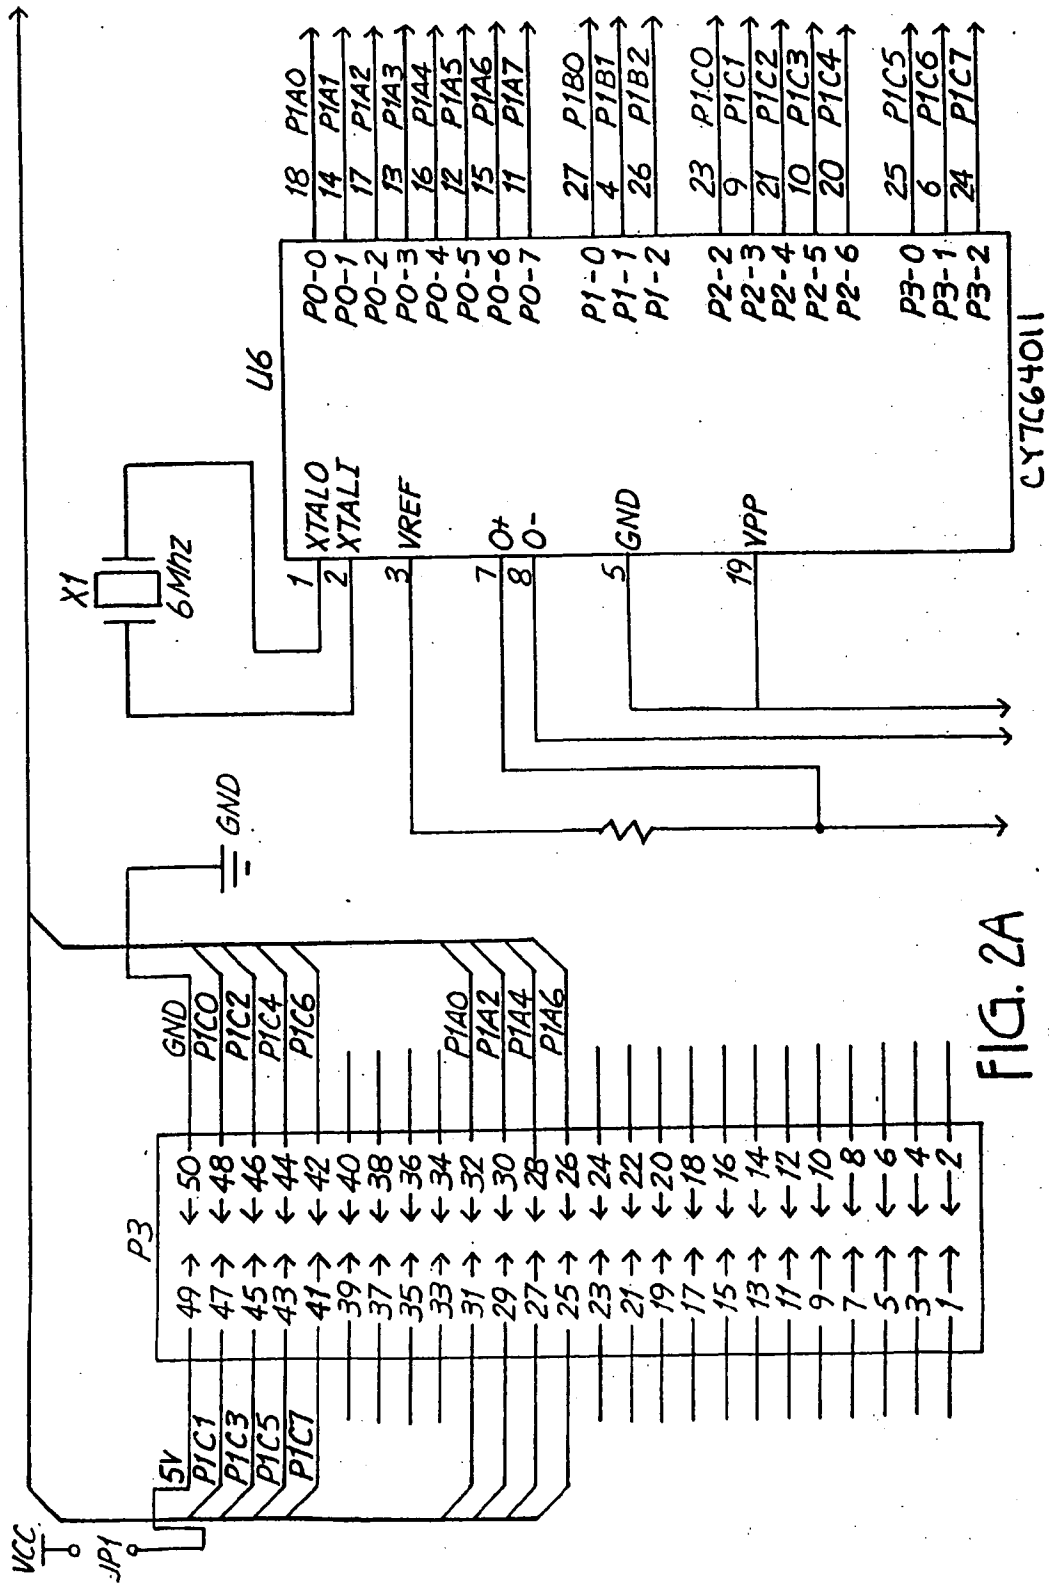 VCC
JP1
5V
P1C1
P1C3
P1C5
P1C7
P3
49 50
47 48
45 46
43 44
41 42
39 40
37 38
35 36
33 34
31 32
29 30
27 28
25 26
23 24
21 22
19 20
17 18
15 16
13 14
11 12
9 10
7 8
5 6
3 4
1 2
GND
P1C0
P1C2
P1C4
P1C6
P1A0
P1A2
P1A4
P1A6
GND
X1
6Mhz
U6
1 XTALO
2 XTALI
3 VREF
7 O+
8 O-
5 GND
19 VPP
P0-0 18 P1A0
P0-1 14 P1A1
P0-2 17 P1A2
P0-3 13 P1A3
P0-4 16 P1A4
P0-5 12 P1A5
P0-6 15 P1A6
P0-7 11 P1A7
P1-0 27 P1B0
P1-1 4 P1B1
P1-2 26 P1B2
P2-2 23 P1C0
P2-3 9 P1C1
P2-4 21 P1C2
P2-5 10 P1C3
P2-6 20 P1C4
P3-0 25 P1C5
P3-1 6 P1C6
P3-2 24 P1C7
CY7C64011
FIG. 2A